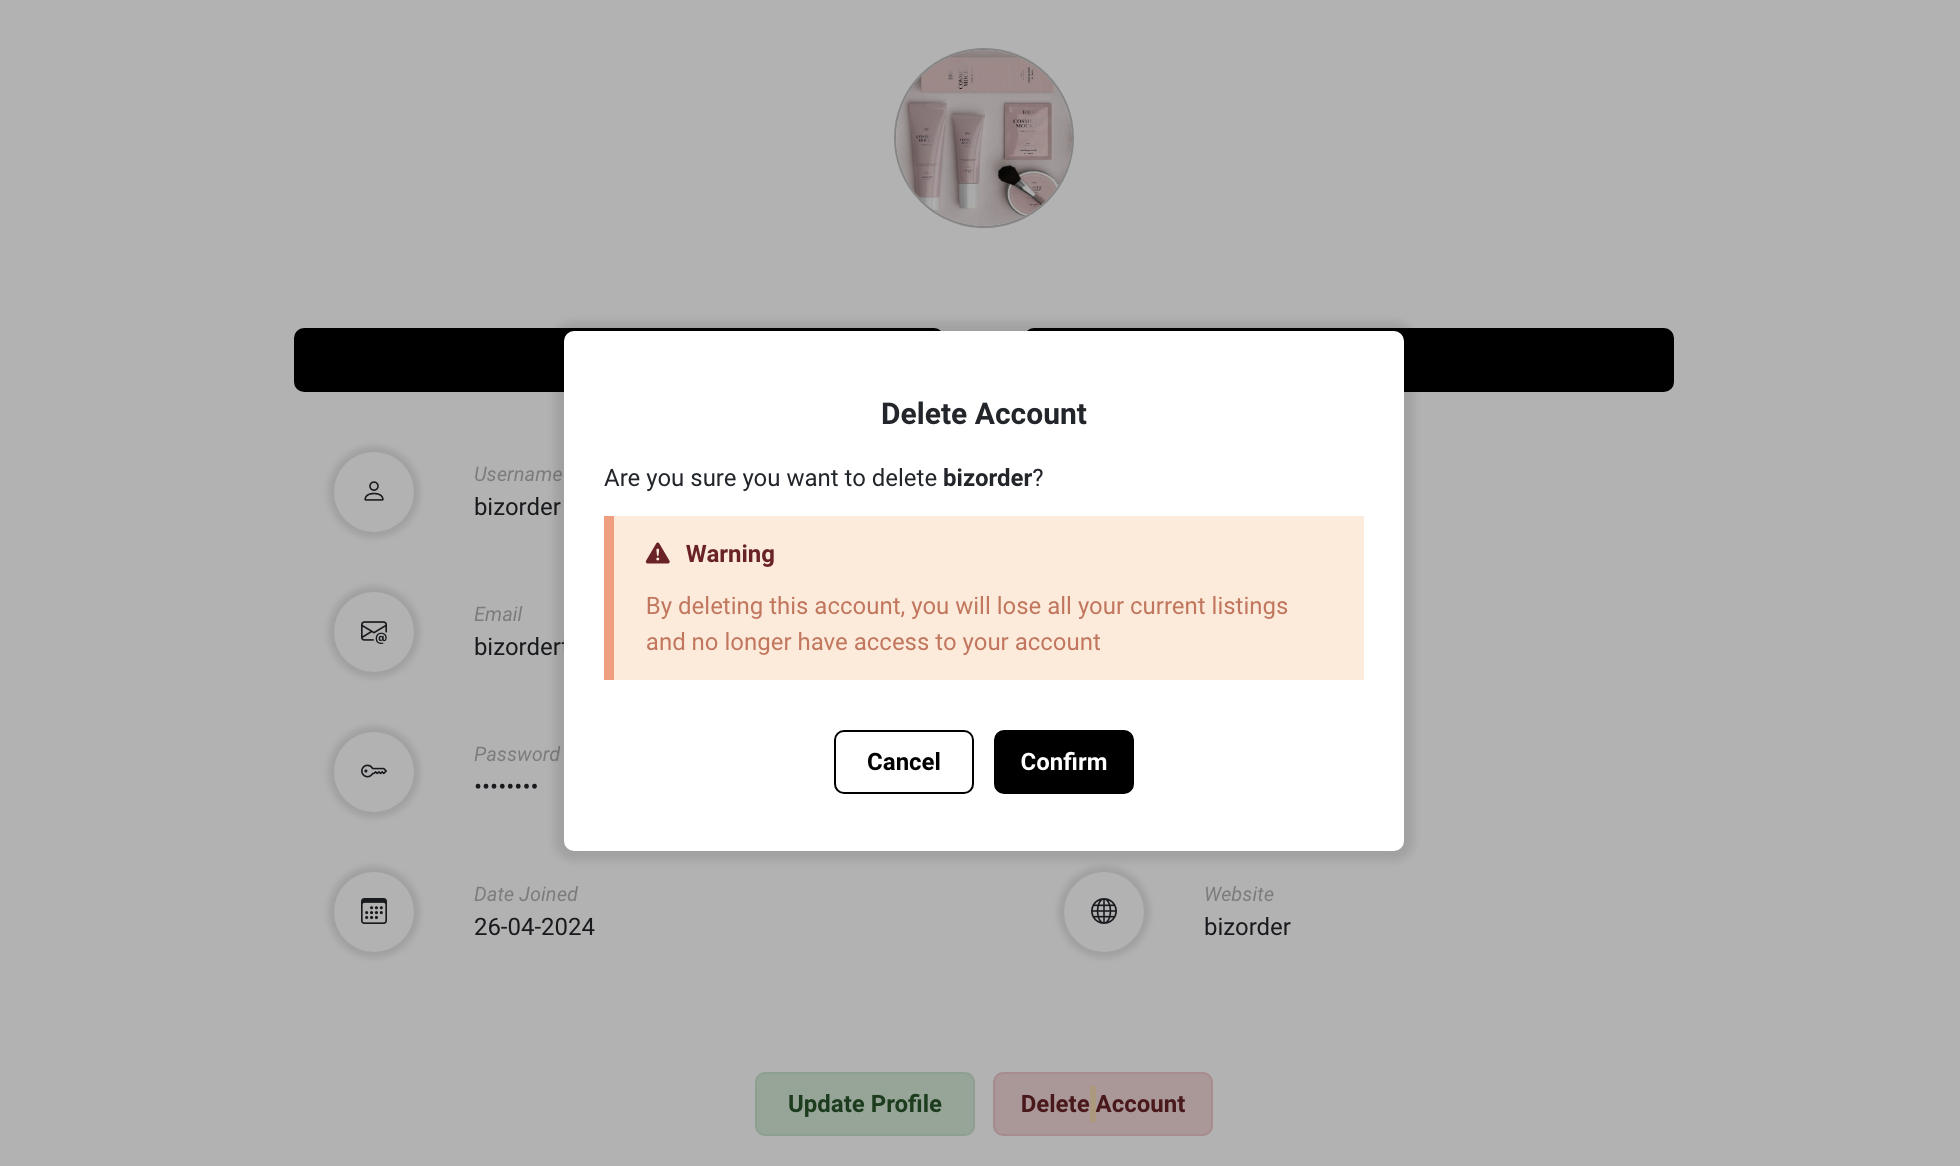 Delete Account
Are you sure you want to delete bizorder?
Warning
By deleting this account, you will lose all your current listings
and no longer have access to your account
Cancel
Confirm
Username
bizorder
Email
Password
••••••••
Date Joined
26-04-2024
Website
bizorder
Update Profile
Delete Account